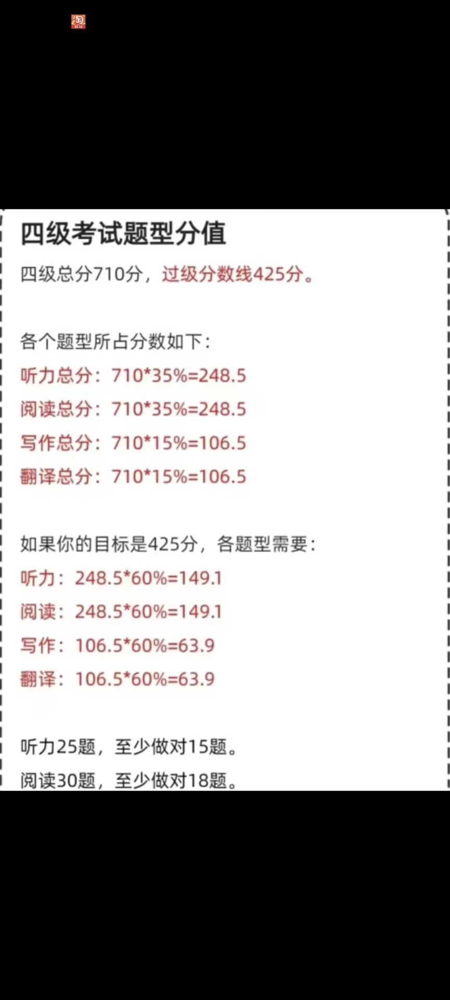 淘
11.11
四级考试题型分值
四级总分710分，过级分数线425分。
各个题型所占分数如下：
听力总分：710*35%=248.5
阅读总分：710*35%=248.5
写作总分：710*15%=106.5
翻译总分：710*15%=106.5
如果你的目标是425分，各题型需要：
听力：248.5*60%=149.1
阅读：248.5*60%=149.1
写作：106.5*60%=63.9
翻译：106.5*60%=63.9
听力25题，至少做对15题。
阅读30题，至少做对18题。